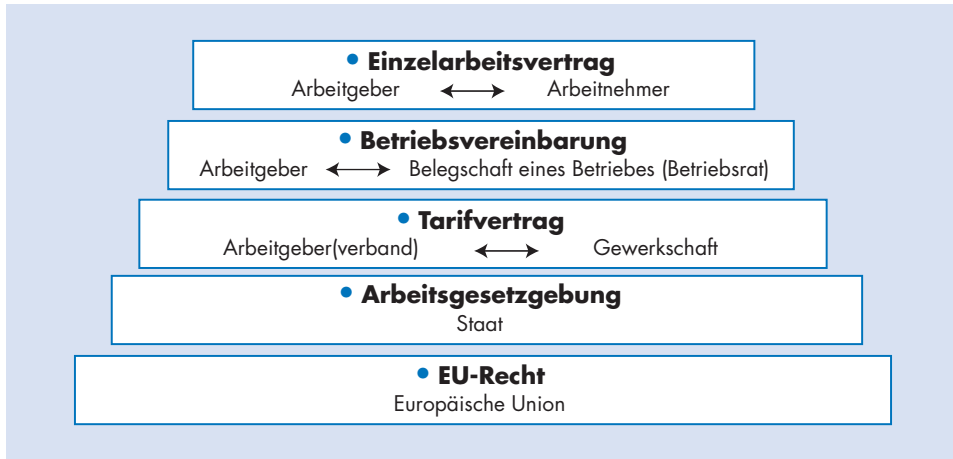 • Einzelarbeitsvertrag
Arbeitgeber ↔ Arbeitnehmer
• Betriebsvereinbarung
Arbeitgeber ↔ Belegschaft eines Betriebes (Betriebsrat)
• Tarifvertrag
Arbeitgeber(verband) ↔ Gewerkschaft
• Arbeitsgesetzgebung
Staat
• EU-Recht
Europäische Union